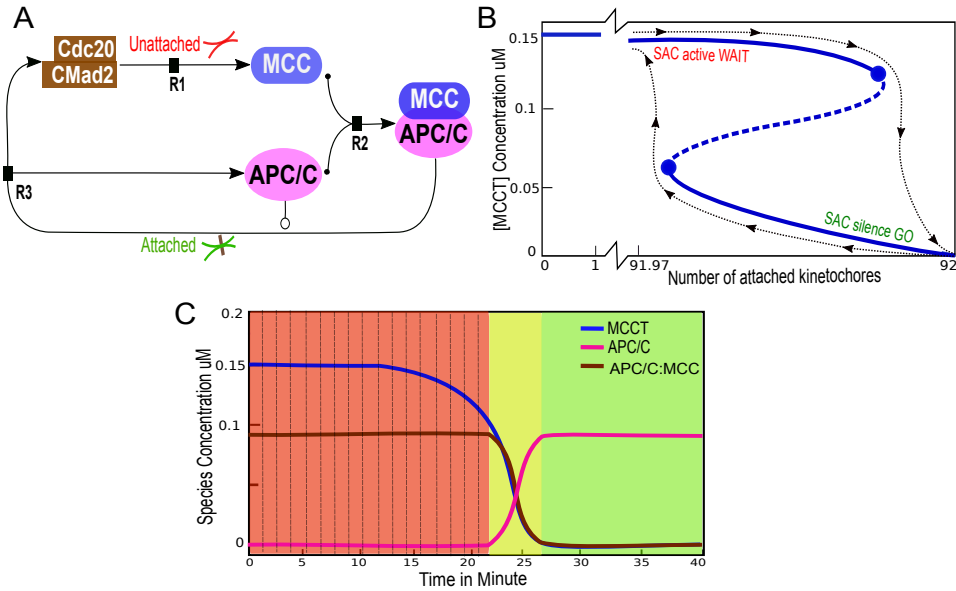 A
Cdc20
CMad2
Unattached
R1
MCC
MCC
APC/C
R2
APC/C
R3
Attached
B
[MCCT] Concentration uM
0.15
0.1
0.05
0
SAC active WAIT
SAC silence GO
0
1
91.97
92
Number of attached kinetochores
C
Species Concentration uM
0.2
0.15
0.1
0
MCCT
APC/C
APC/C:MCC
0
5
10
15
20
25
30
35
40
Time in Minute